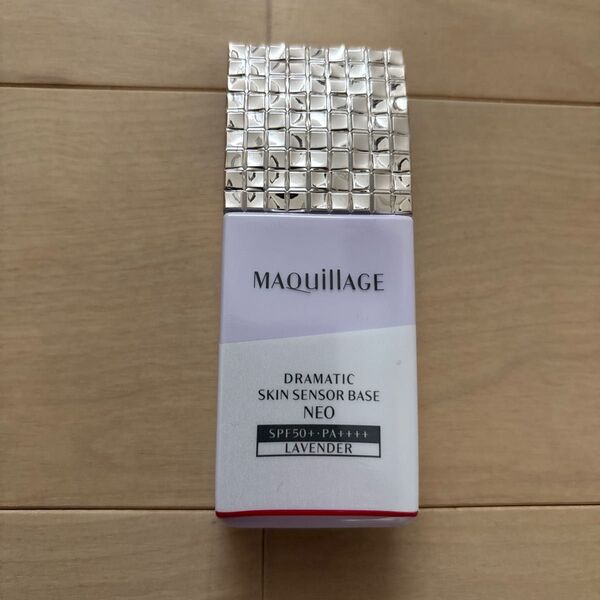 MAQuillAGE
DRAMATIC
SKIN SENSOR BASE
NEO
SPF50+・PA++++
LAVENDER